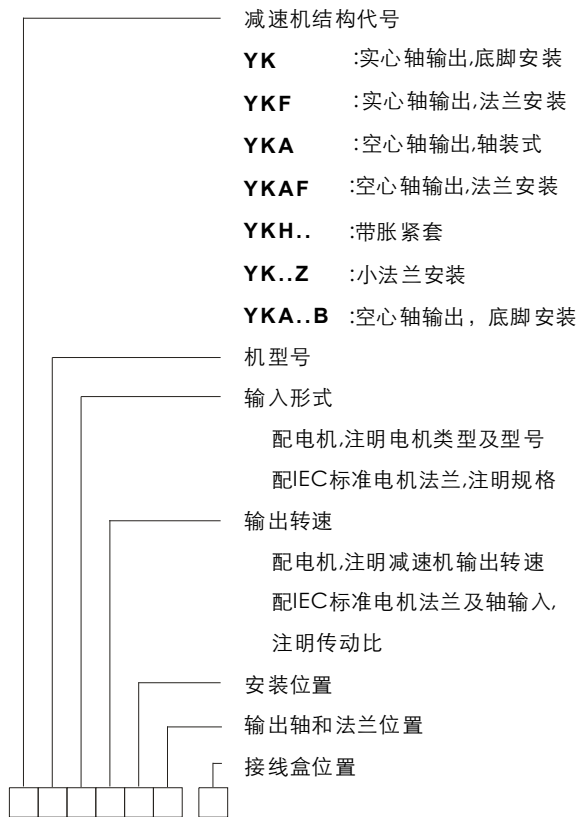 减速机结构代号
YK :实心轴输出,底脚安装
YKF :实心轴输出,法兰安装
YKA :空心轴输出,轴装式
YKAF :空心轴输出,法兰安装
YKH.. :带胀紧套
YK..Z :小法兰安装
YKA..B :空心轴输出，底脚安装
机型号
输入形式
配电机,注明电机类型及型号
配IEC标准电机法兰,注明规格
输出转速
配电机,注明减速机输出转速
配IEC标准电机法兰及轴输入,
注明传动比
安装位置
输出轴和法兰位置
接线盒位置